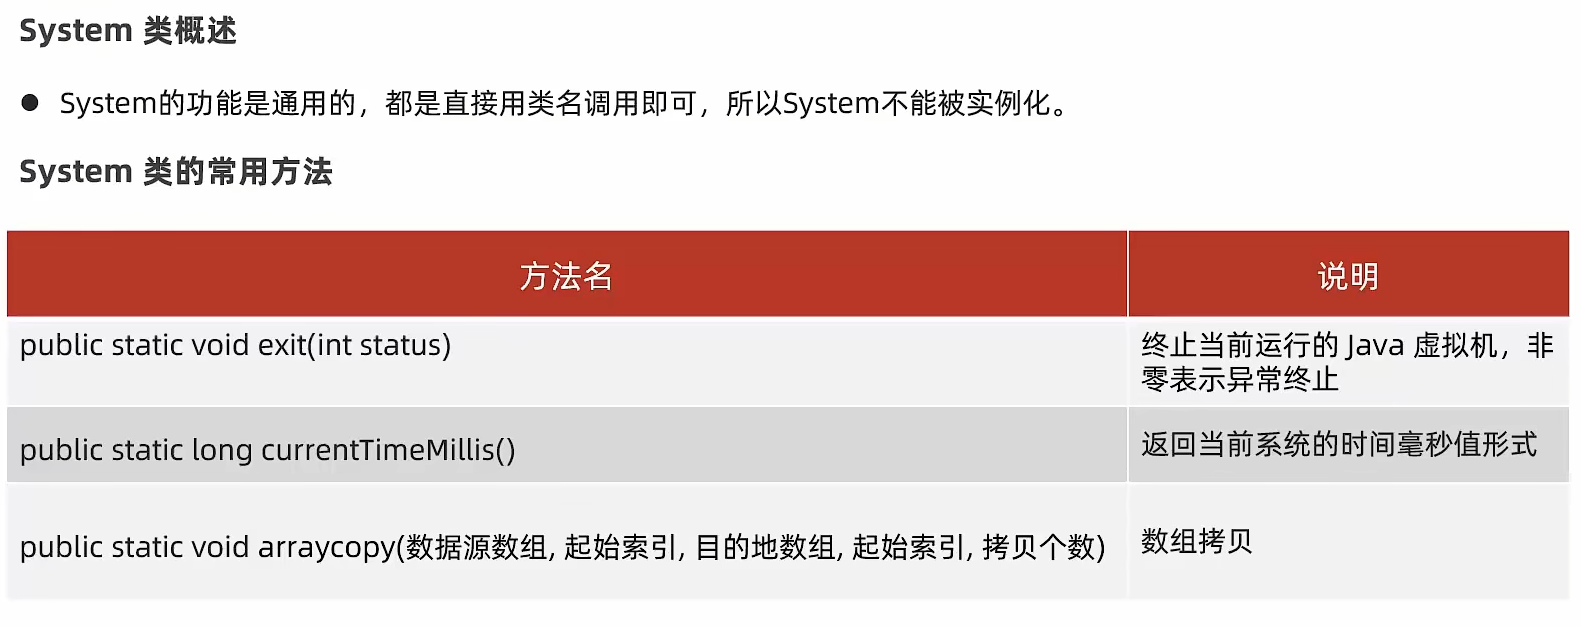 System 类概述
● System的功能是通用的，都是直接用类名调用即可，所以System不能被实例化。
System 类的常用方法
方法名
说明
public static void exit(int status)
终止当前运行的 Java 虚拟机，非
零表示异常终止
public static long currentTimeMillis()
返回当前系统的时间毫秒值形式
public static void arraycopy(数据源数组, 起始索引, 目的地数组, 起始索引, 拷贝个数)
数组拷贝